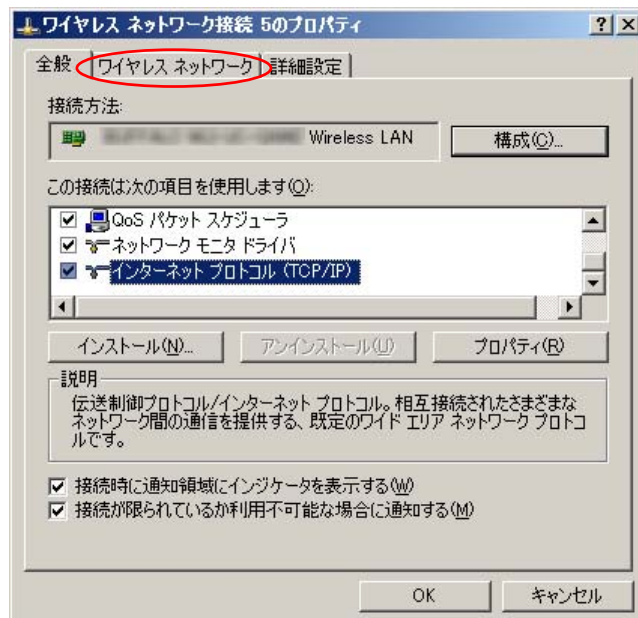 ワイヤレス ネットワーク接続 5のプロパティ
全般 ワイヤレス ネットワーク 詳細設定
接続方法:
Wireless LAN 構成(C)...
この接続は次の項目を使用します(O):
QoS パケット スケジューラ
ネットワーク モニタ ドライバ
インターネット プロトコル (TCP/IP)
インストール(N)... アンインストール(U) プロパティ(R)
説明
伝送制御プロトコル/インターネット プロトコル。相互接続されたさまざまな
ネットワーク間の通信を提供する、既定のワイド エリア ネットワーク プロトコ
ルです。
接続時に通知領域にインジケータを表示する(W)
接続が限られているか利用不可能な場合に通知する(M)
OK キャンセル